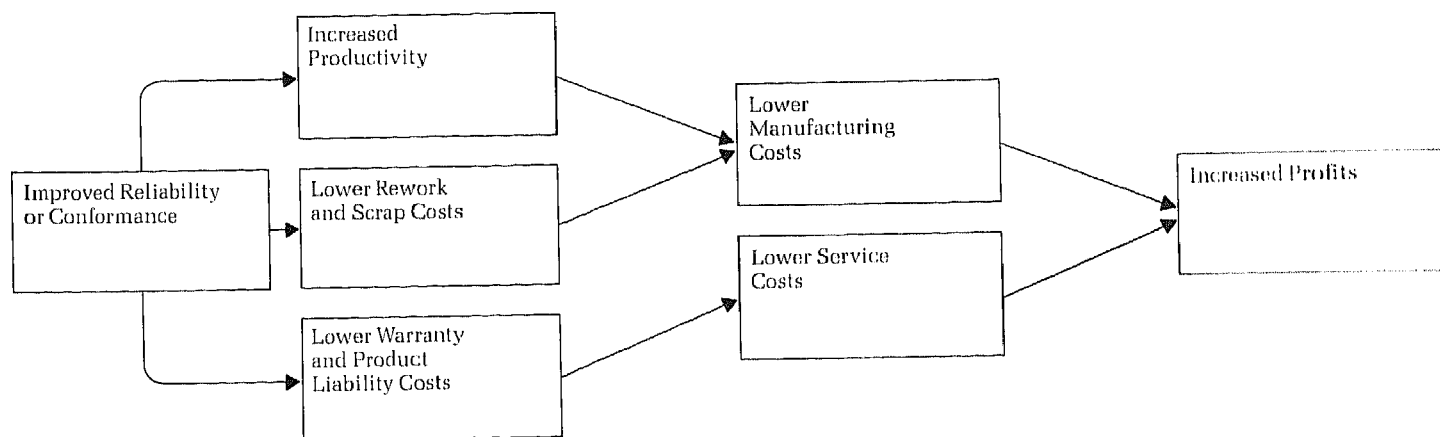 Increased
Productivity
Lower
Manufacturing
Costs
Improved Reliability
or Conformance
Lower Rework
and Scrap Costs
Increased Profits
Lower Service
Costs
Lower Warranty
and Product
Liability Costs